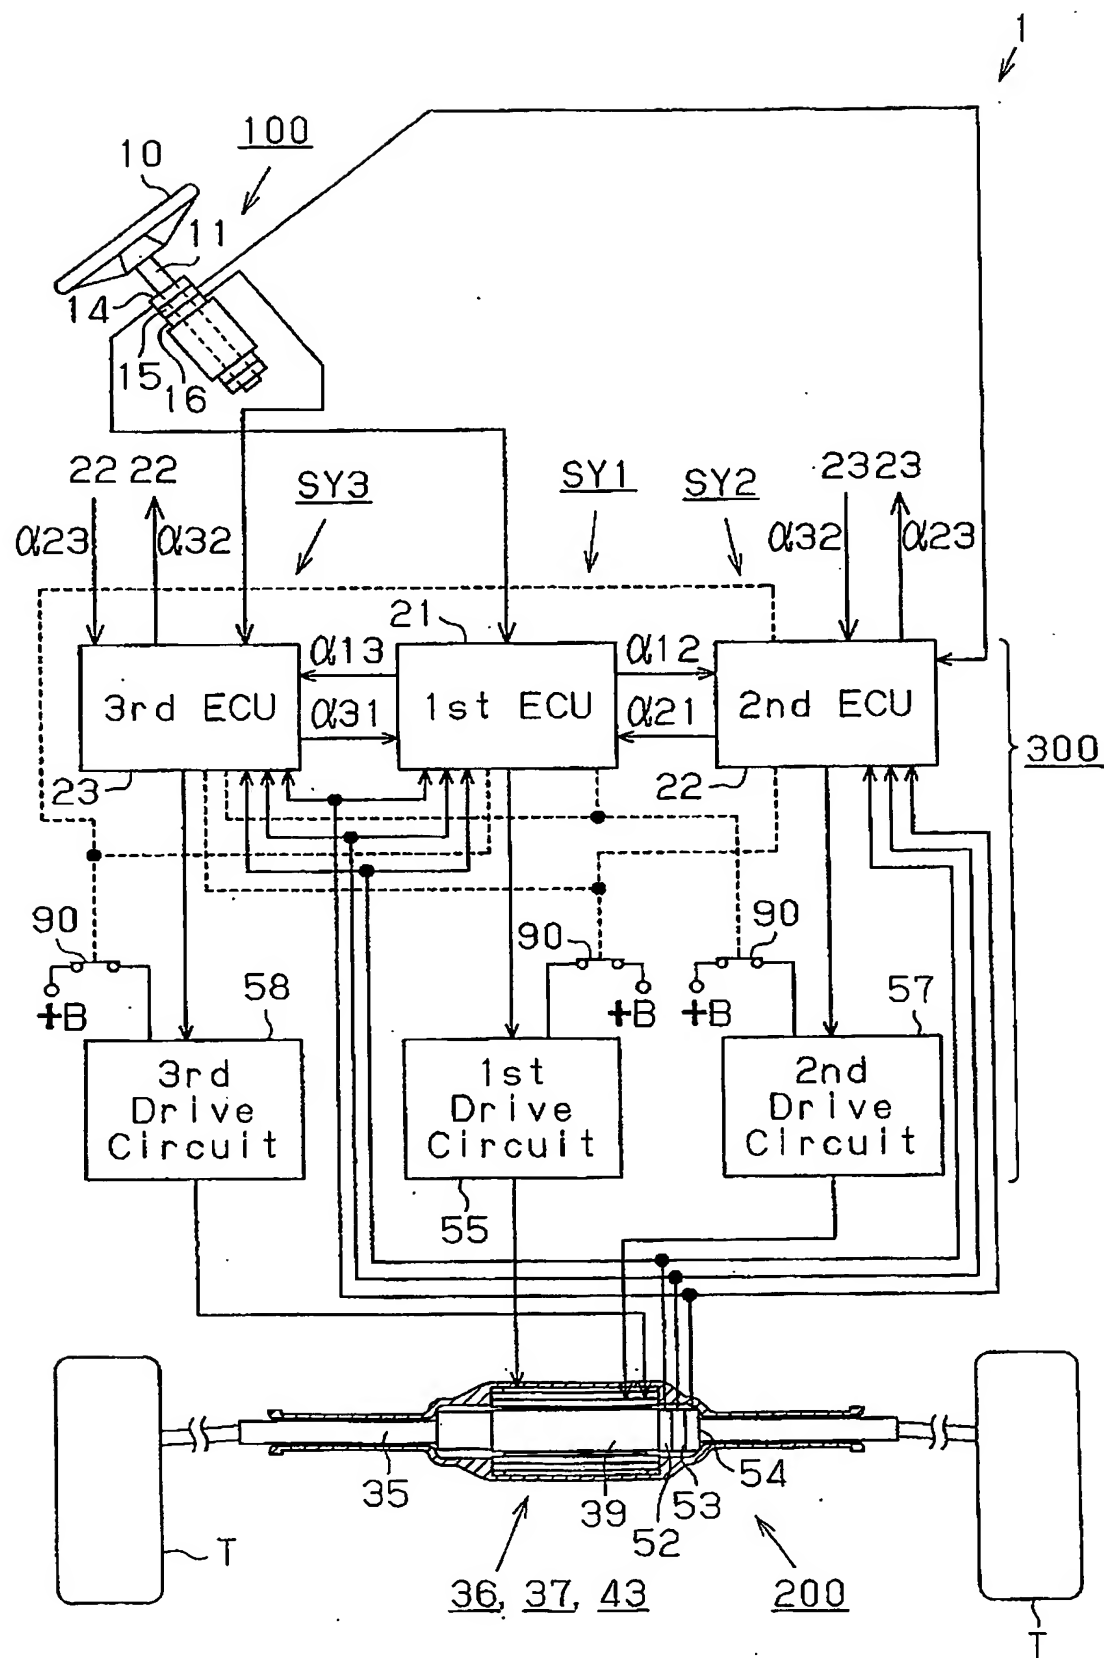 1
100
10
11
14
15
16
22 22
SY3
SY1
SY2
23 23
α23
α32
α32
α23
21
α13
α12
3rd ECU
1st ECU
2nd ECU
α31
α21
300
23
22
90
90
90
+B
+B
+B
58
57
3rd
Drive
Circuit
1st
Drive
Circuit
2nd
Drive
Circuit
55
35
39
52
53
54
T
36, 37, 43
200
T